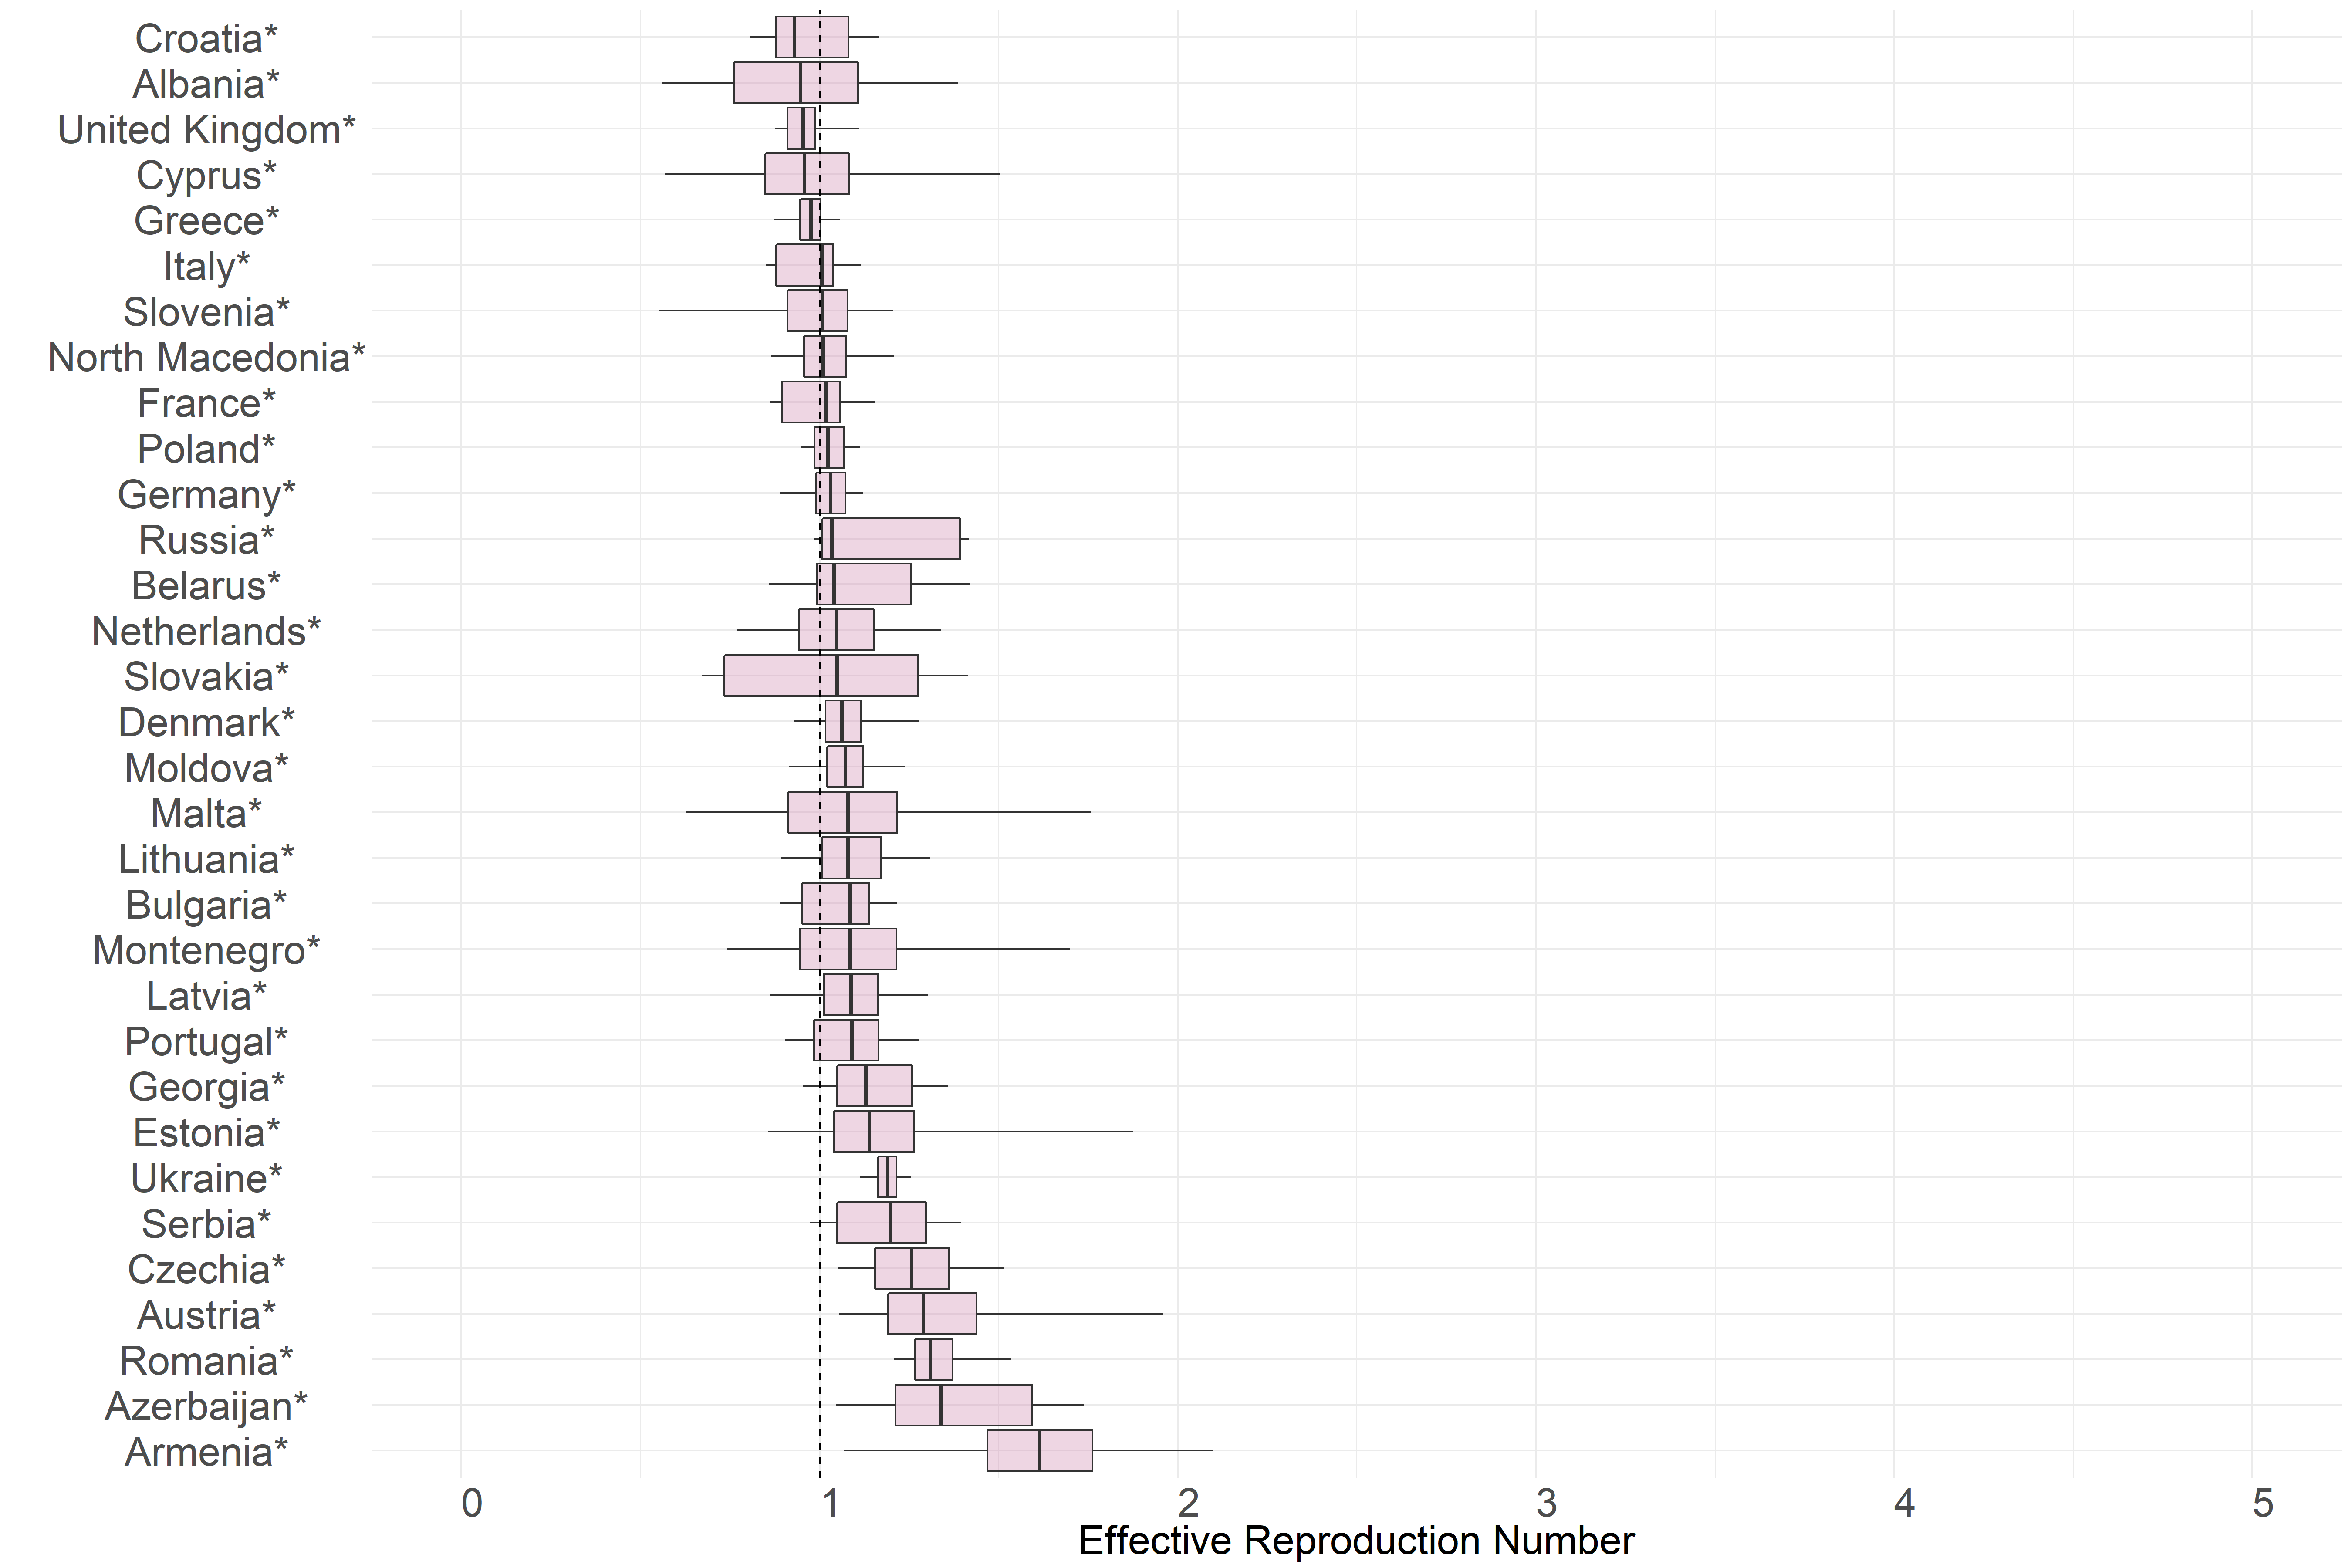 Croatia*
Albania*
United Kingdom*
Cyprus*
Greece*
Italy*
Slovenia*
North Macedonia*
France*
Poland*
Germany*
Russia*
Belarus*
Netherlands*
Slovakia*
Denmark*
Moldova*
Malta*
Lithuania*
Bulgaria*
Montenegro*
Latvia*
Portugal*
Georgia*
Estonia*
Ukraine*
Serbia*
Czechia*
Austria*
Romania*
Azerbaijan*
Armenia*
0 1 2 3 4 5
Effective Reproduction Number